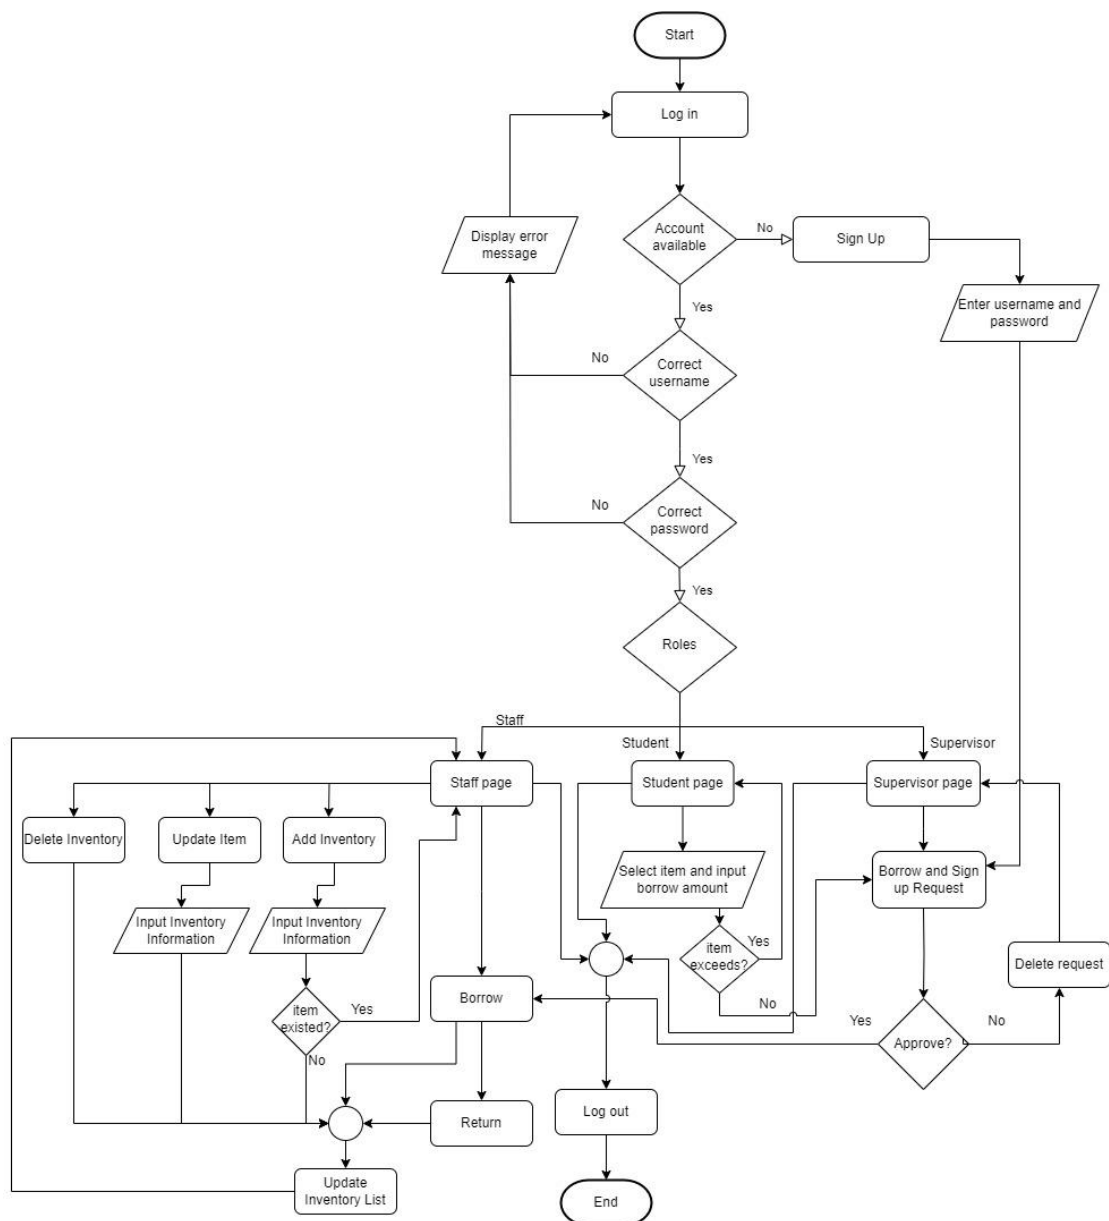 Start
Log in
Display error
message
Account
available
No
Sign Up
Enter username and
password
Yes
No
Correct
username
Yes
No
Correct
password
Yes
Roles
Staff
Student
Supervisor
Staff page
Student page
Supervisor page
Delete Inventory
Update Item
Add Inventory
Select item and input
borrow amount
Borrow and Sign
up Request
Input Inventory
Information
Input Inventory
Information
item
exceeds?
Yes
No
Delete request
item
existed?
Yes
No
Borrow
Yes
Approve?
No
Return
Log out
Update
Inventory List
End